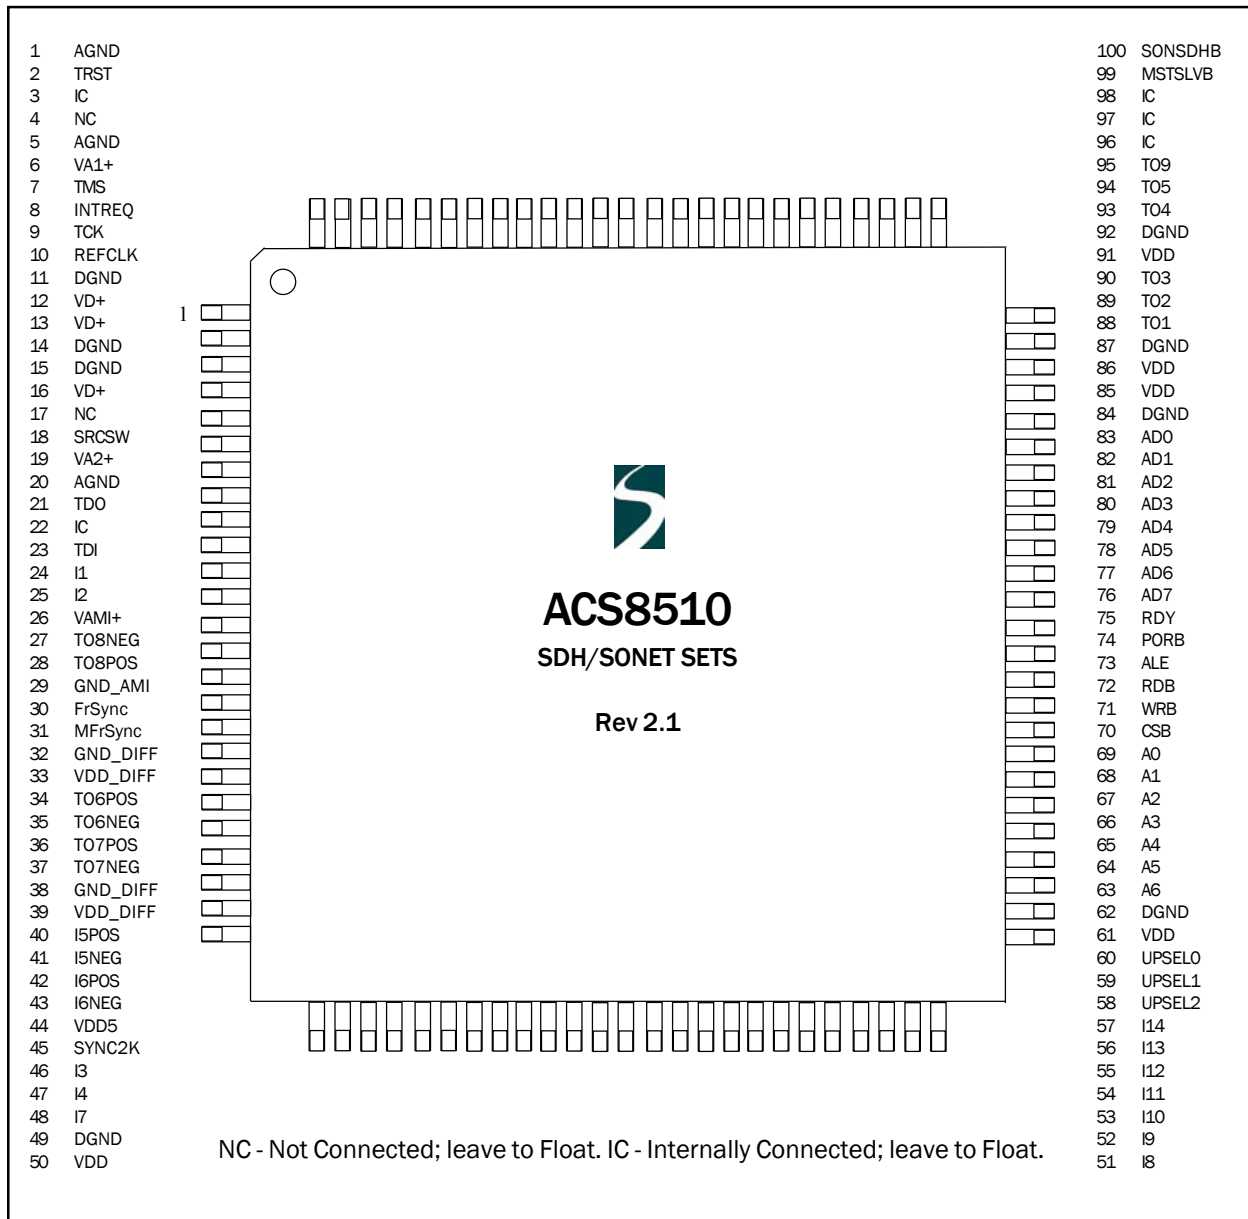 1 AGND
2 TRST
3 IC
4 NC
5 AGND
6 VA1+
7 TMS
8 INTREQ
9 TCK
10 REFCLK
11 DGND
12 VD+
13 VD+
14 DGND
15 DGND
16 VD+
17 NC
18 SRCSW
19 VA2+
20 AGND
21 TDO
22 IC
23 TDI
24 I1
25 I2
26 VAMI+
27 TO8NEG
28 TO8POS
29 GND_AMI
30 FrSync
31 MFrSync
32 GND_DIFF
33 VDD_DIFF
34 TO6POS
35 TO6NEG
36 TO7POS
37 TO7NEG
38 GND_DIFF
39 VDD_DIFF
40 I5POS
41 I5NEG
42 I6POS
43 I6NEG
44 VDD5
45 SYNC2K
46 I3
47 I4
48 I7
49 DGND
50 VDD
1
ACS8510
SDH/SONET SETS
Rev 2.1
100 SONSDHB
99 MSTSLVB
98 IC
97 IC
96 IC
95 TO9
94 TO5
93 TO4
92 DGND
91 VDD
90 TO3
89 TO2
88 TO1
87 DGND
86 VDD
85 VDD
84 DGND
83 AD0
82 AD1
81 AD2
80 AD3
79 AD4
78 AD5
77 AD6
76 AD7
75 RDY
74 PORB
73 ALE
72 RDB
71 WRB
70 CSB
69 A0
68 A1
67 A2
66 A3
65 A4
64 A5
63 A6
62 DGND
61 VDD
60 UPSEL0
59 UPSEL1
58 UPSEL2
57 I14
56 I13
55 I12
54 I11
53 I10
52 I9
51 I8
NC - Not Connected; leave to Float. IC - Internally Connected; leave to Float.